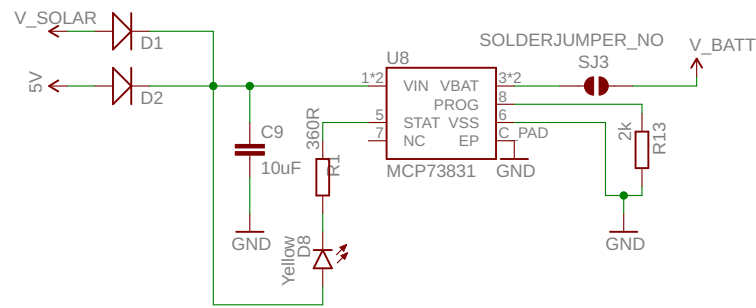 V_SOLAR
D1
5V
D2
C9
10uF
GND
360R
R1
Yellow
D8
U8
1*2
VIN
VBAT
3*2
PROG
8
5
STAT
VSS
6
7
NC
EP
C_PAD
MCP73831
GND
SOLDERJUMPER_NO
SJ3
V_BATT
2k
R13
GND